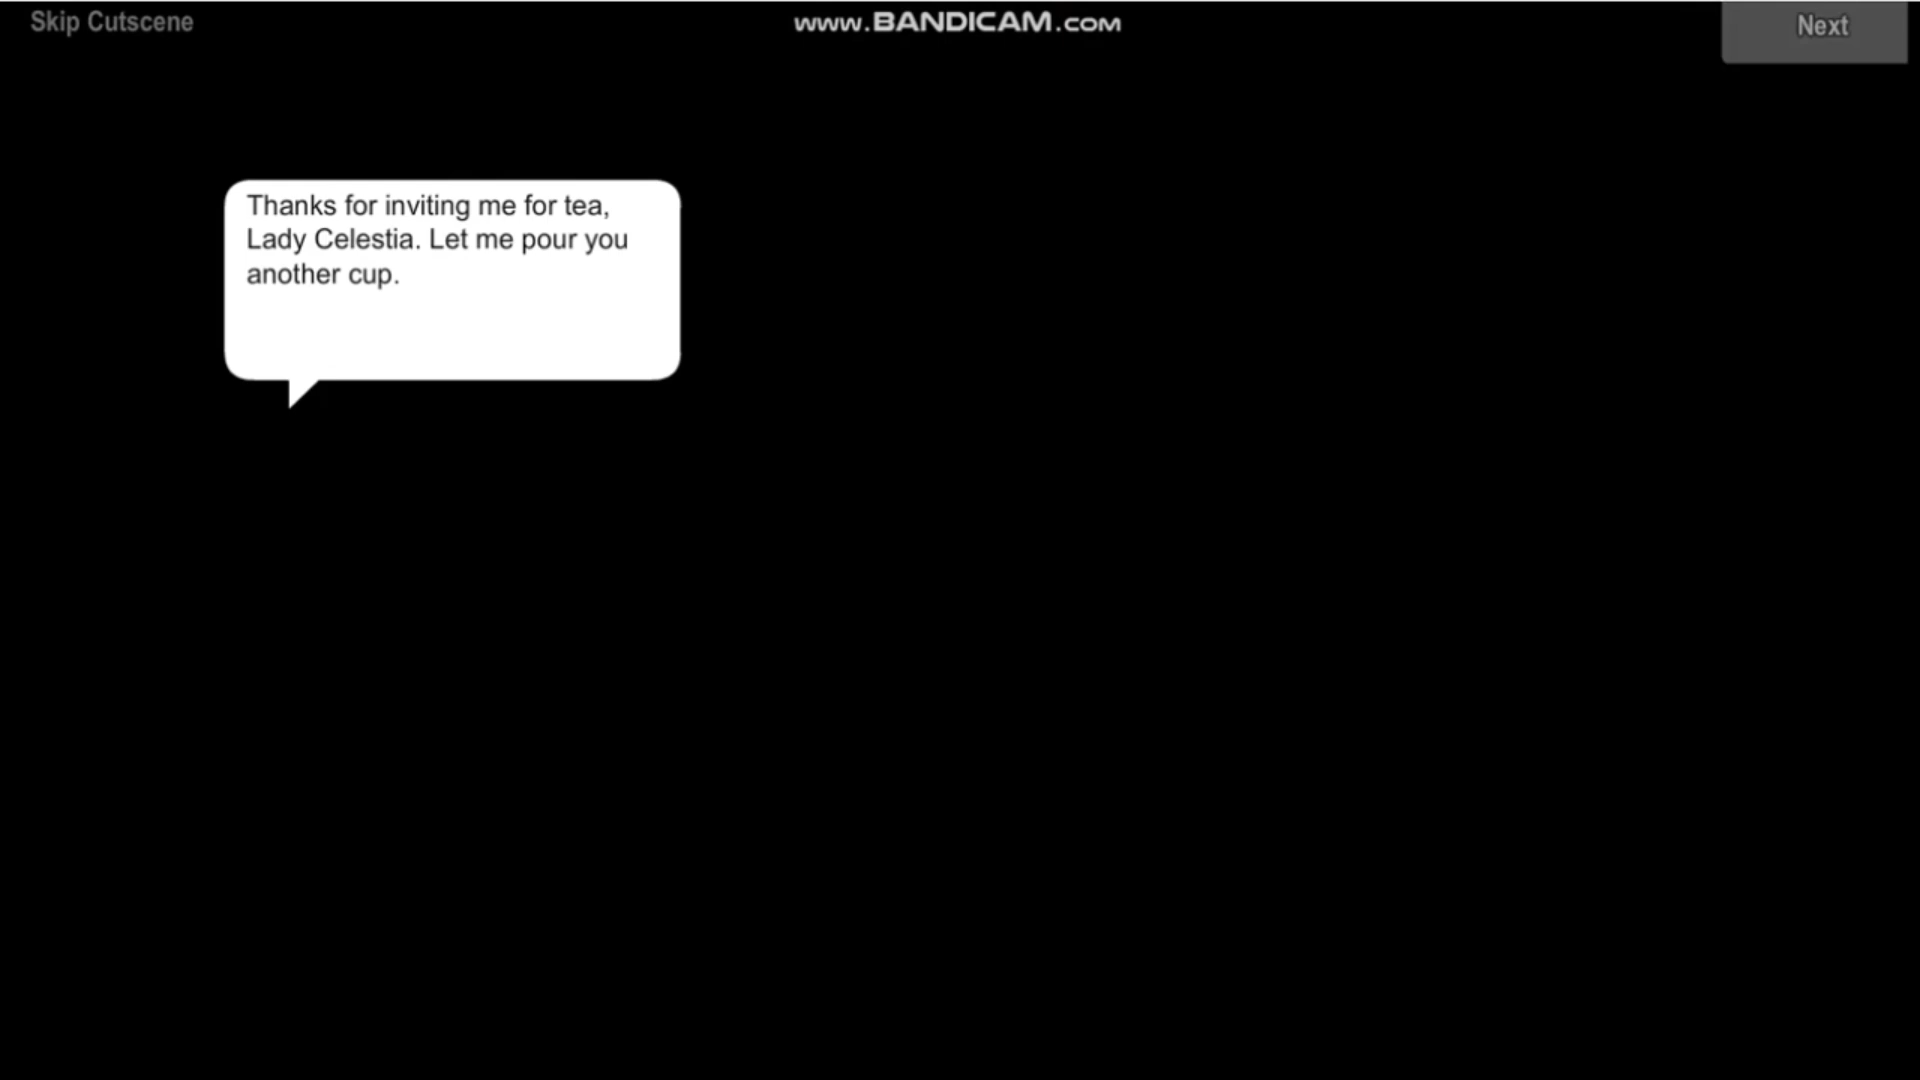 Skip Cutscene
www.BANDICAM.COM
Next
Thanks for inviting me for tea,
Lady Celestia. Let me pour you
another cup.